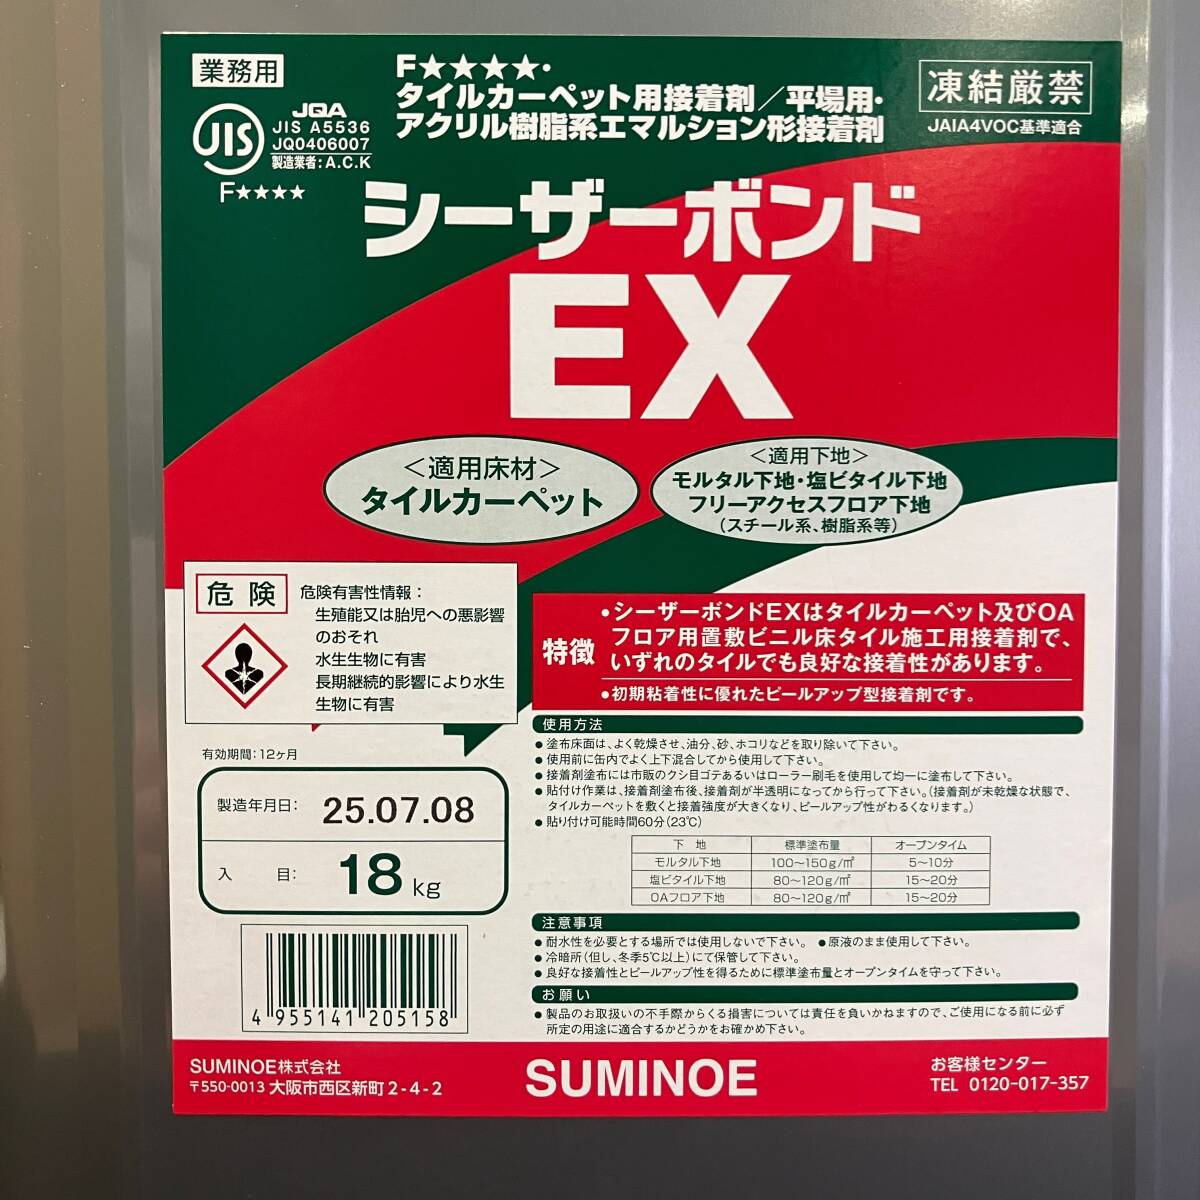 業務用
JIS
JQA
JIS A5536
JQ0406007
製造業者:A.C.K
F★★★★
F★★★★・
タイルカーペット用接着剤/平場用・
アクリル樹脂系エマルション形接着剤
凍結厳禁
JAIA4VOC基準適合
シーザーボンド
EX
<適用床材>
タイルカーペット
<適用下地>
モルタル下地・塩ビタイル下地
フリーアクセスフロア下地
(スチール系、樹脂系等)
危険
危険有害性情報:
生殖能又は胎児への悪影響
のおそれ
水生生物に有害
長期継続的影響により水生
生物に有害
特徴
・シーザーボンドEXはタイルカーペット及びOA
フロア用置敷ビニル床タイル施工用接着剤で、
いずれのタイルでも良好な接着性があります。
・初期粘着性に優れたピールアップ型接着剤です。
有効期間:12ヶ月
製造年月日: 25.07.08
入目: 18kg
4 955141 205158
使用方法
●塗布床面は、よく乾燥させ、油分、砂、ホコリなどを取り除いて下さい。
●使用前に缶内でよく上下混合してから使用して下さい。
●接着剤塗布には市販のクシ目ゴテあるいはローラー刷毛を使用して均一に塗布して下さい。
●貼付け作業は、接着剤塗布後、接着剤が半透明になってから行って下さい。(接着剤が未乾燥な状態で、
タイルカーペットを敷くと接着強度が大きくなり、ピールアップ性がわるくなります。)
●貼り付け可能時間60分(23℃)
下地 標準塗布量 オープンタイム
モルタル下地 100~150g/㎡ 5~10分
塩ビタイル下地 80~120g/㎡ 15~20分
OAフロア下地 80~120g/㎡ 15~20分
注意事項
●耐水性を必要とする場所では使用しないで下さい。 ●原液のまま使用して下さい。
●冷暗所(但し、冬季5℃以上)にて保管して下さい。
●良好な接着性とピールアップ性を得るために標準塗布量とオープンタイムを守って下さい。
お願い
●製品のお取扱いの不手際からくる損害については責任を負いかねますので、ご使用になる前に必ず
所定の用途に適合するかどうかをお確かめ下さい。
SUMINOE株式会社
〒550-0013 大阪市西区新町2-4-2
SUMINOE
お客様センター
TEL 0120-017-357